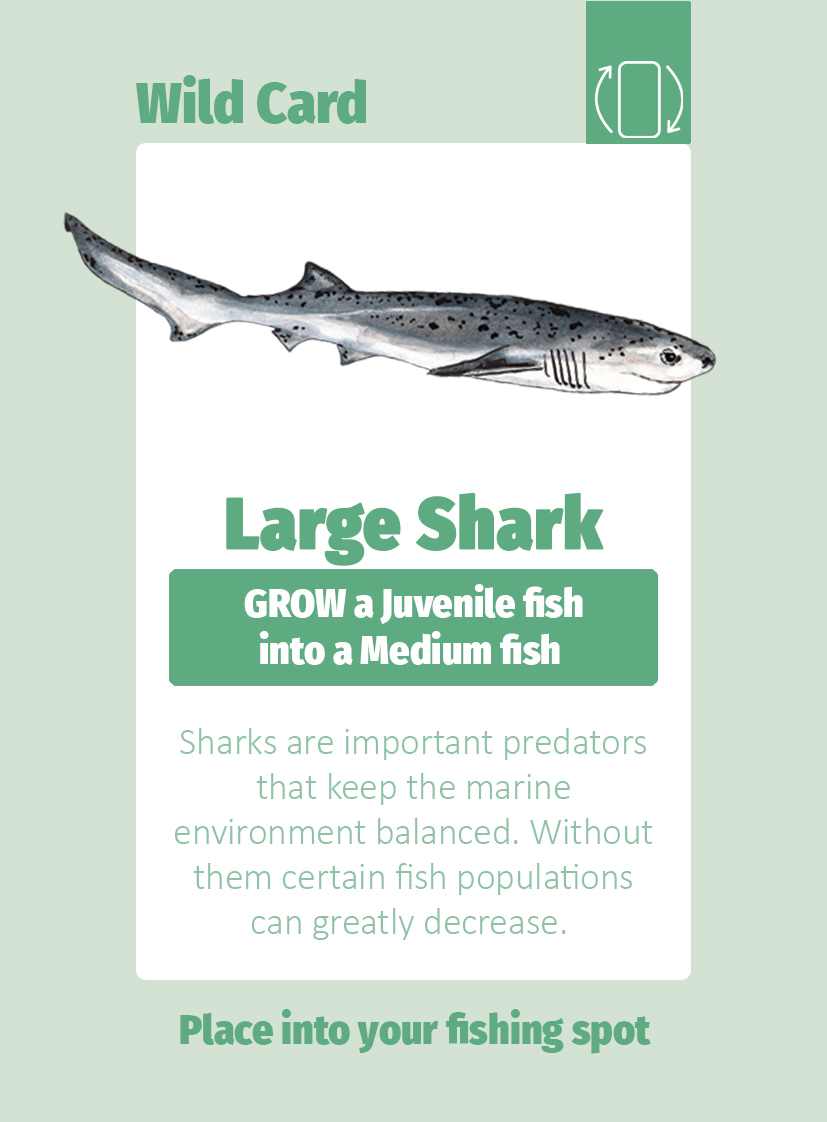 Wild Card
Large Shark
GROW a Juvenile fish
into a Medium fish
Sharks are important predators
that keep the marine
environment balanced. Without
them certain fish populations
can greatly decrease.
Place into your fishing spot